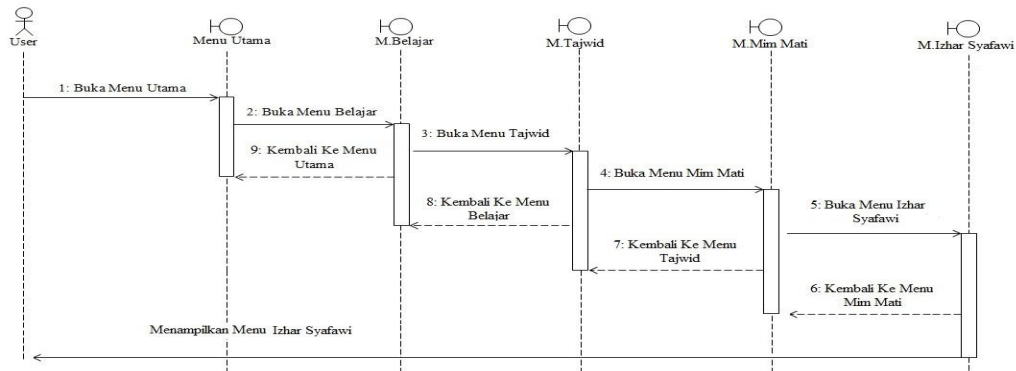 User
Menu Utama
M.Belajar
M.Tajwid
M.Mim Mati
M.Izhar Syafawi
1: Buka Menu Utama
2: Buka Menu Belajar
3: Buka Menu Tajwid
9: Kembali Ke Menu
Utama
4: Buka Menu Mim Mati
8: Kembali Ke Menu
Belajar
5: Buka Menu Izhar
Syafawi
7: Kembali Ke Menu
Tajwid
6: Kembali Ke Menu
Mim Mati
Menampilkan Menu Izhar Syafawi